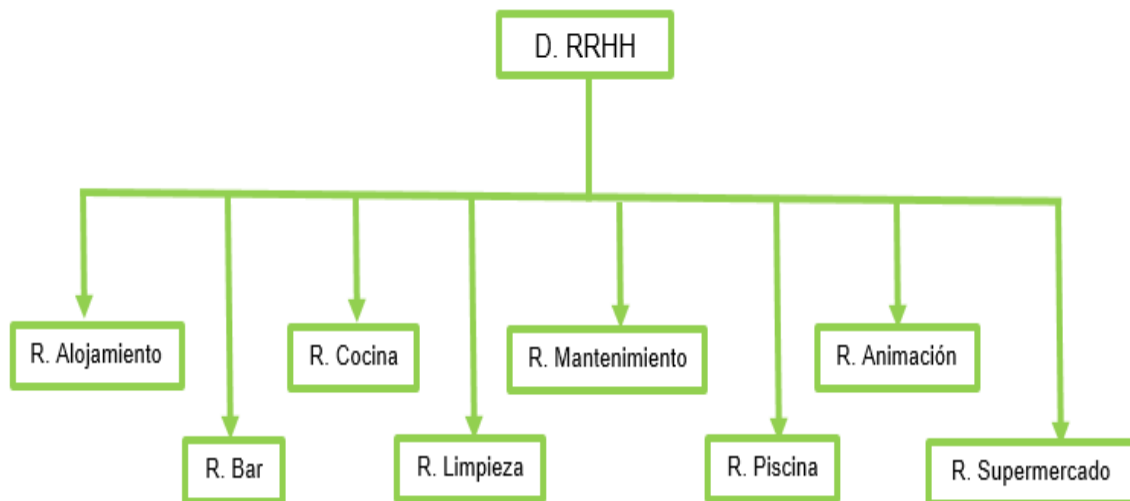 D. RRHH
R. Alojamiento
R. Cocina
R. Mantenimiento
R. Animación
R. Bar
R. Limpieza
R. Piscina
R. Supermercado